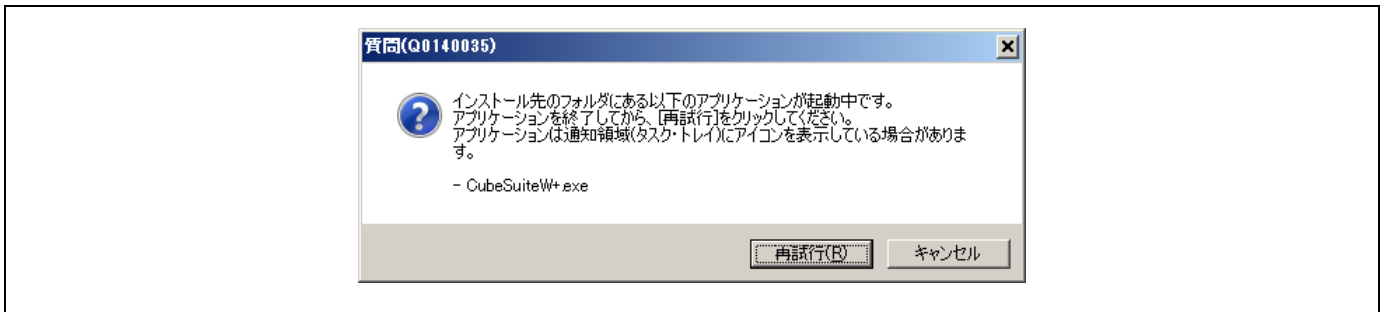 質問(Q0140035)
インストール先のフォルダにある以下のアプリケーションが起動中です。
アプリケーションを終了してから、[再試行]をクリックしてください。
アプリケーションは通知領域(タスク・トレイ)にアイコンを表示している場合がありま
す。
- CubeSuiteW+.exe
再試行(R)
キャンセル